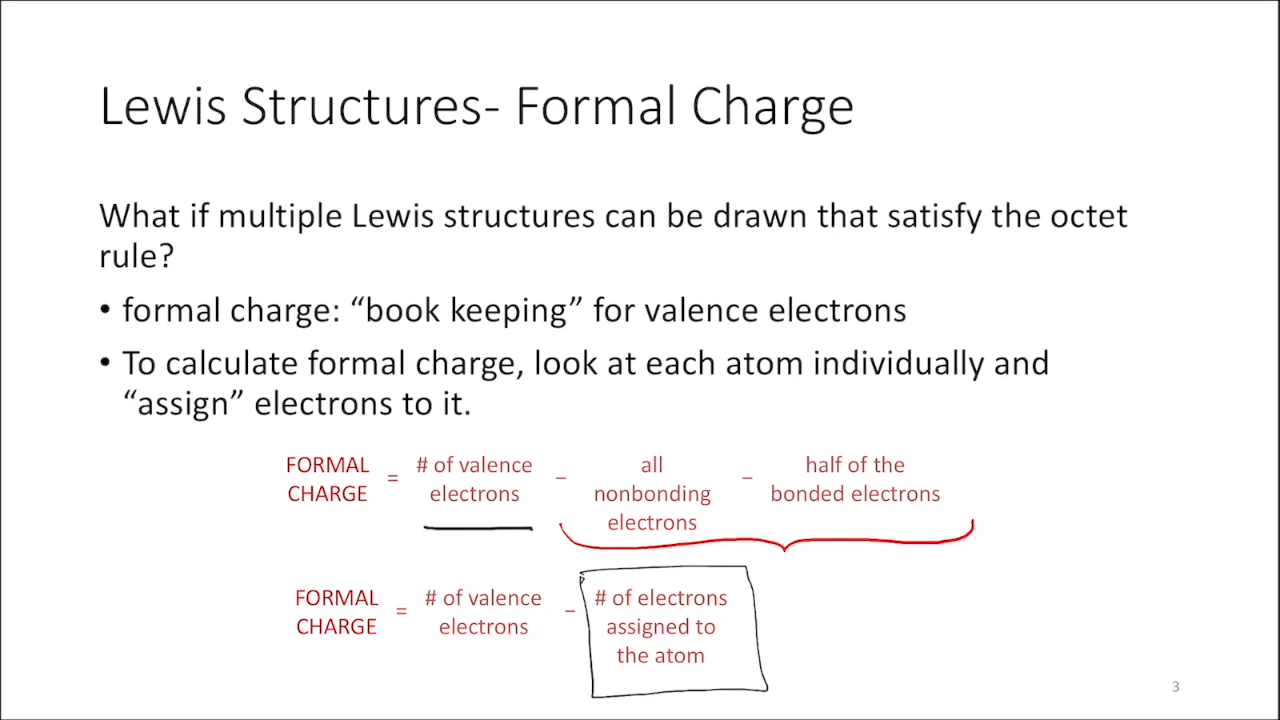 Lewis Structures- Formal Charge
What if multiple Lewis structures can be drawn that satisfy the octet
rule?
• formal charge: “book keeping” for valence electrons
• To calculate formal charge, look at each atom individually and
“assign” electrons to it.
FORMAL # of valence all half of the
CHARGE = electrons – nonbonding – bonded electrons
electrons
FORMAL # of valence # of electrons
CHARGE = electrons – assigned to
the atom
3